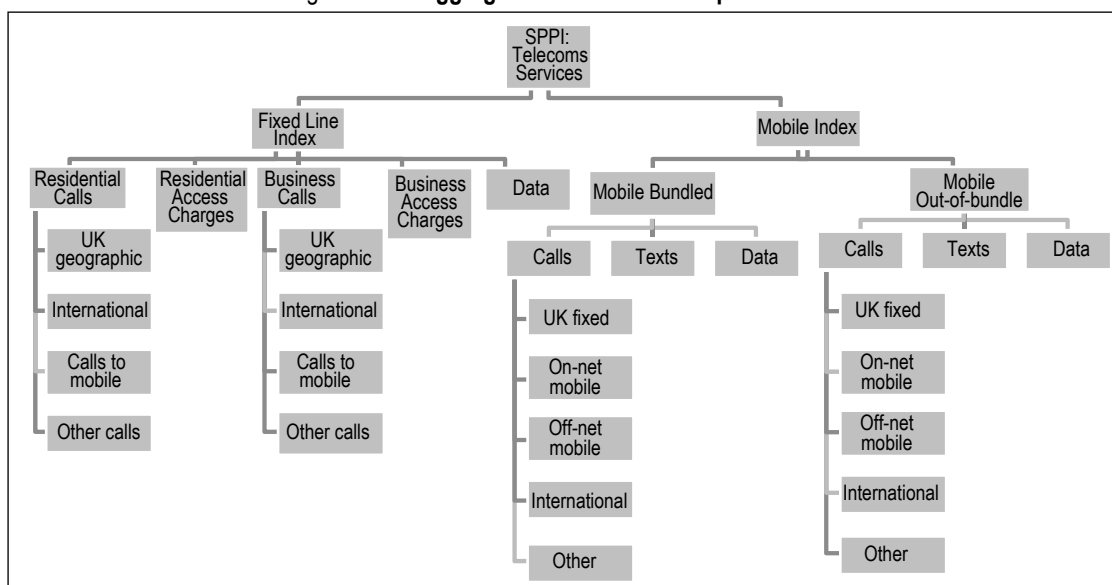 SPPI:
Telecoms
Services
Fixed Line
Index
Mobile Index
Residential
Calls
Residential
Access
Charges
Business
Calls
Business
Access
Charges
Data
Mobile Bundled
Mobile
Out-of-bundle
UK
geographic
International
Calls to
mobile
Other calls
UK
geographic
International
Calls to
mobile
Other calls
Calls
Texts
Data
UK fixed
On-net
mobile
Off-net
mobile
International
Other
Calls
Texts
Data
UK fixed
On-net
mobile
Off-net
mobile
International
Other